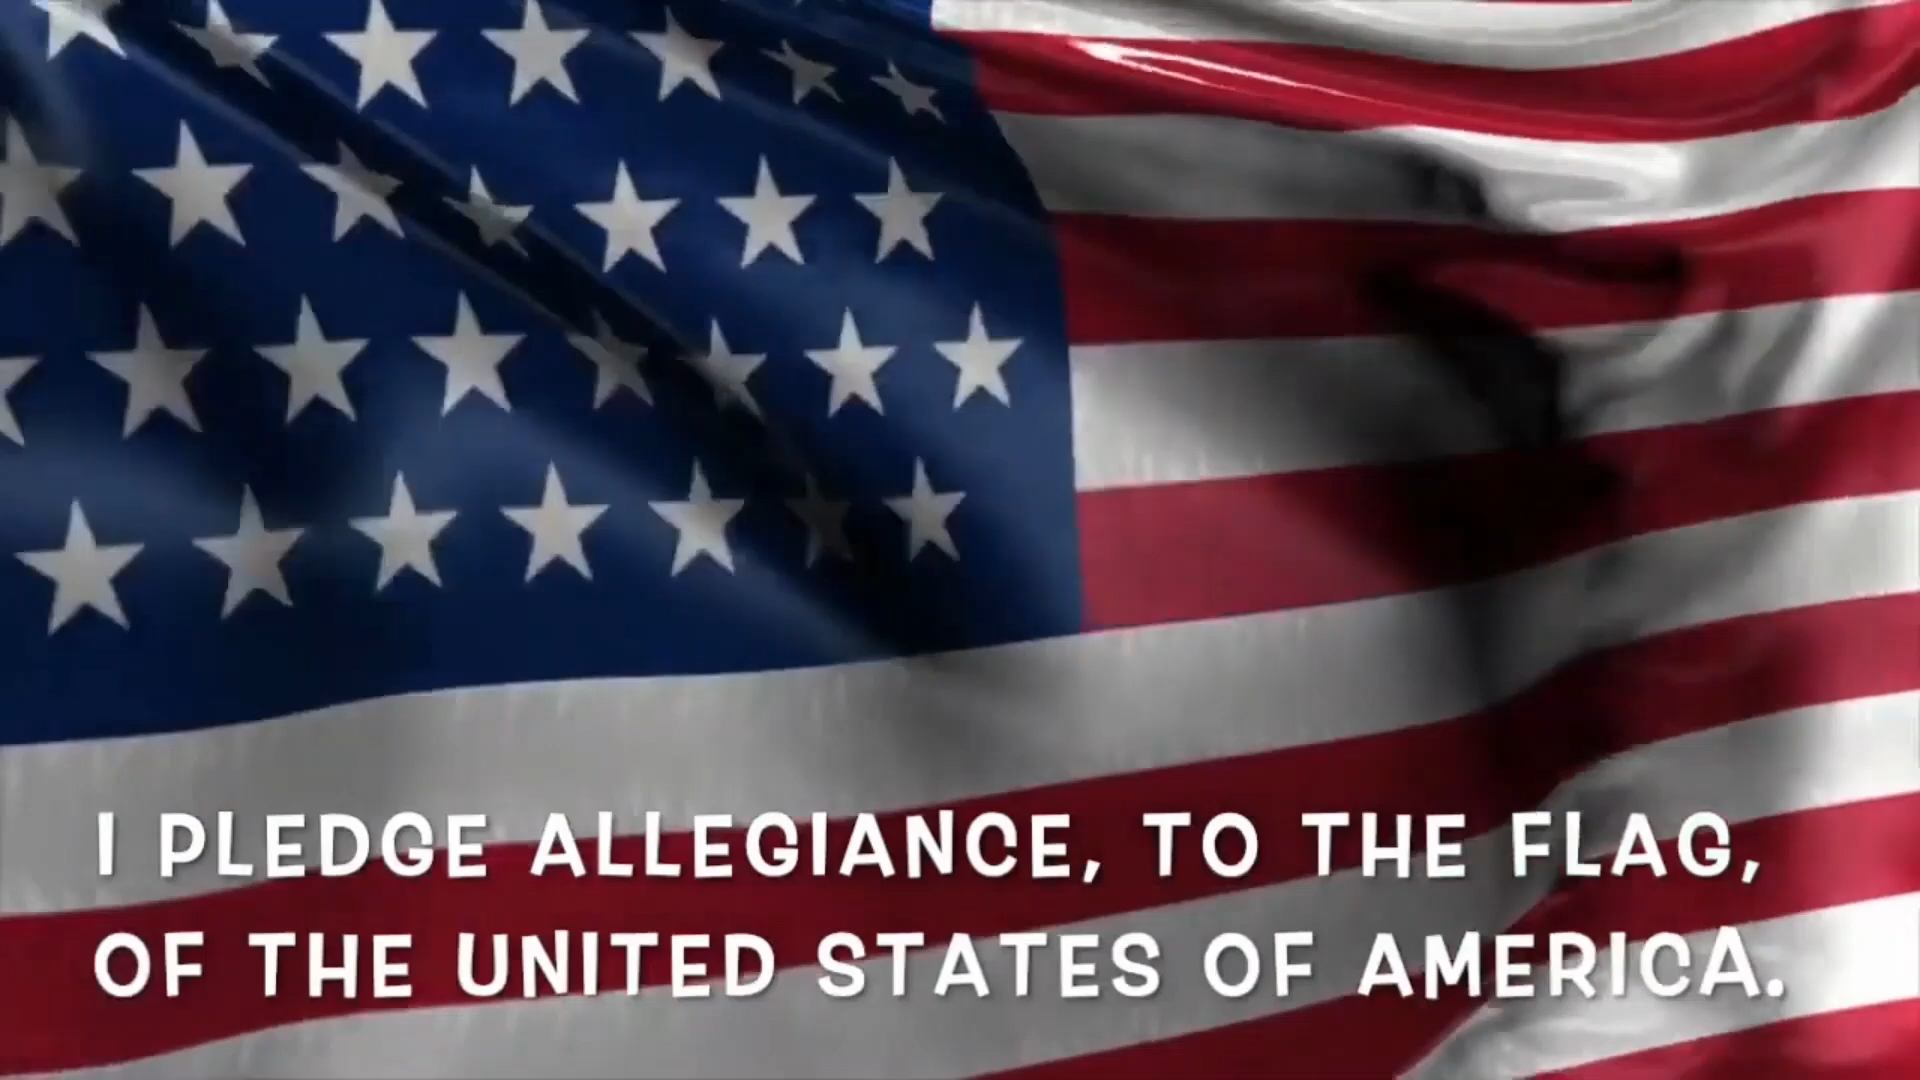 I PLEDGE ALLEGIANCE, TO THE FLAG,
OF THE UNITED STATES OF AMERICA.